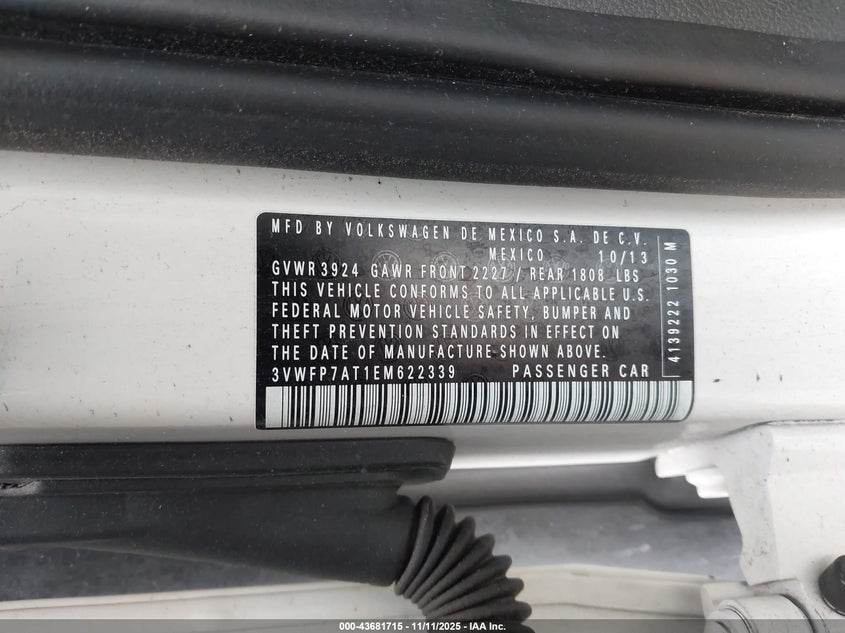 MFD BY VOLKSWAGEN DE MEXICO S.A. DE C.V.
MEXICO 10/13
GVWR 3924 GAWR FRONT 2227 / REAR 1808 LBS
THIS VEHICLE CONFORMS TO ALL APPLICABLE U.S.
FEDERAL MOTOR VEHICLE SAFETY, BUMPER AND
THEFT PREVENTION STANDARDS IN EFFECT ON
THE DATE OF MANUFACTURE SHOWN ABOVE.
3VWFP7AT1EM622339 PASSENGER CAR
4139222 1030 M
000-43681715 - 11/11/2025 - IAA Inc.